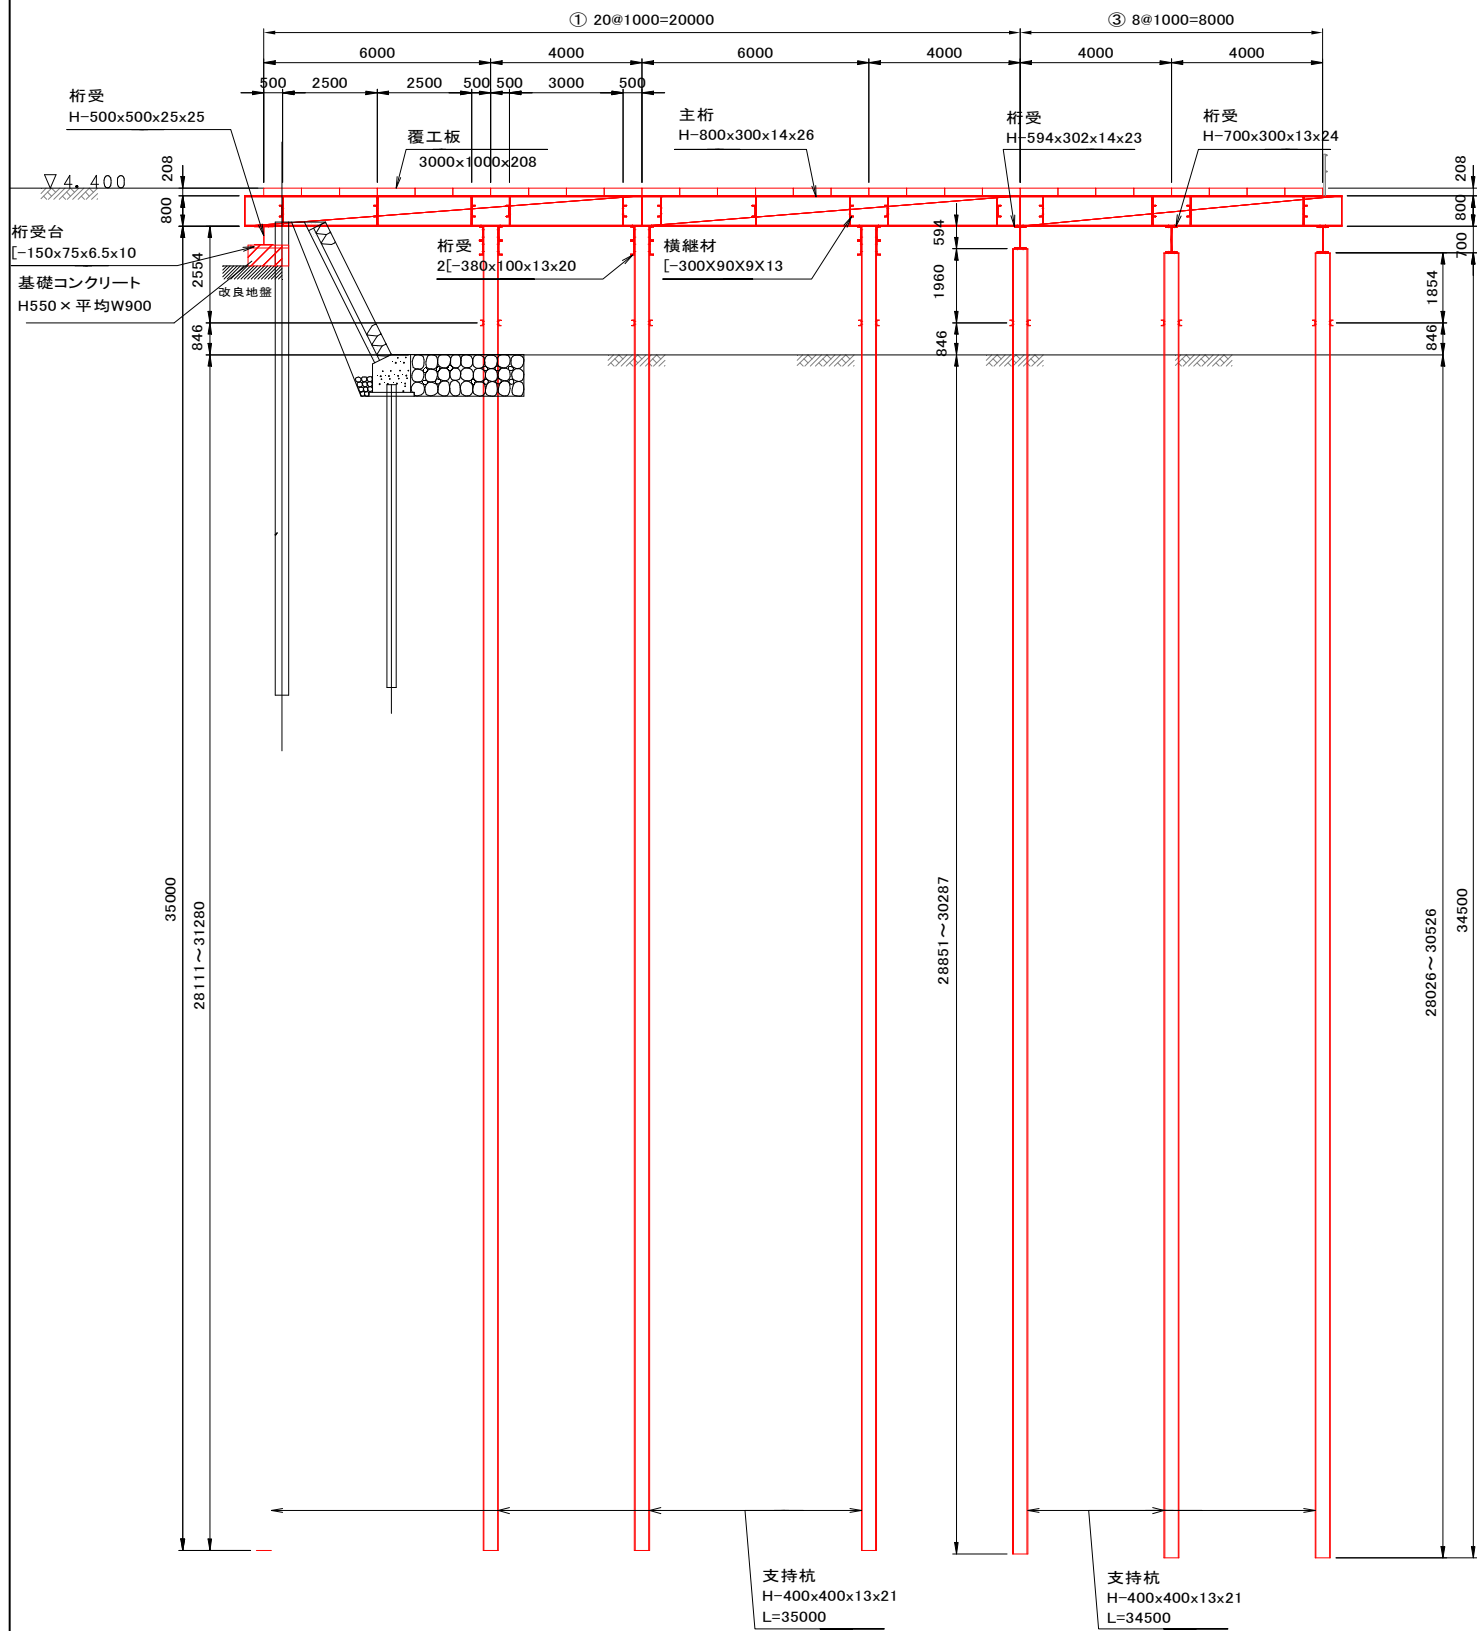 ① 20@1000=20000
③ 8@1000=8000
6000
4000
6000
4000
4000
4000
500
2500
2500
500
500
3000
500
桁受
H-500x500x25x25
覆工板
3000x1000x208
主桁
H-800x300x14x26
桁受
H-594x302x14x23
桁受
H-700x300x13x24
▽4.400
208
800
208
800
700
桁受台
[-150x75x6.5x10
基礎コンクリート
H550×平均W900
改良地盤
2554
846
桁受
2[-380x100x13x20
横継材
[-300X90X9X13
594
1960
846
1854
846
35000
28111～31280
28851～30287
28026～30526
34500
支持杭
H-400x400x13x21
L=35000
支持杭
H-400x400x13x21
L=34500